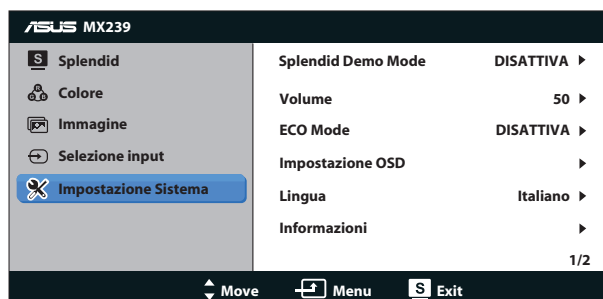 ASUS MX239
S Splendid
Colore
Immagine
Selezione input
Impostazione Sistema
Splendid Demo Mode DISATTIVA
Volume 50
ECO Mode DISATTIVA
Impostazione OSD
Lingua Italiano
Informazioni
1/2
Move Menu S Exit